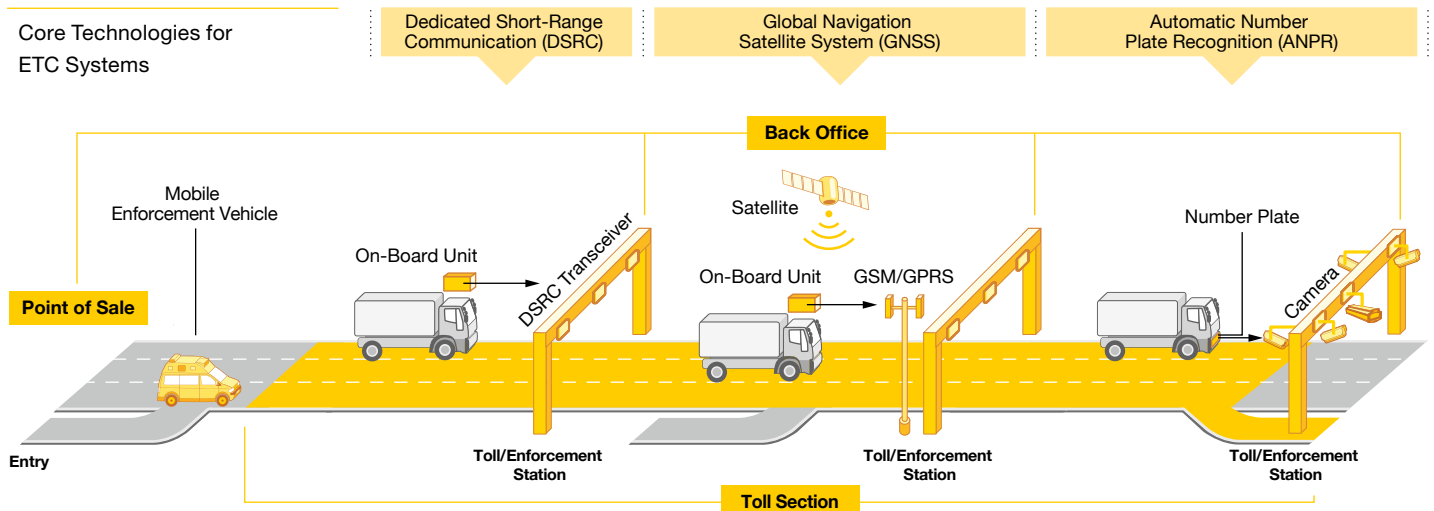 Core Technologies for
ETC Systems
Dedicated Short-Range
Communication (DSRC)
Global Navigation
Satellite System (GNSS)
Automatic Number
Plate Recognition (ANPR)
Back Office
Mobile
Enforcement Vehicle
Satellite
Number Plate
On-Board Unit
DSRC Transceiver
On-Board Unit
GSM/GPRS
Camera
Point of Sale
Entry
Toll/Enforcement
Station
Toll/Enforcement
Station
Toll/Enforcement
Station
Toll Section